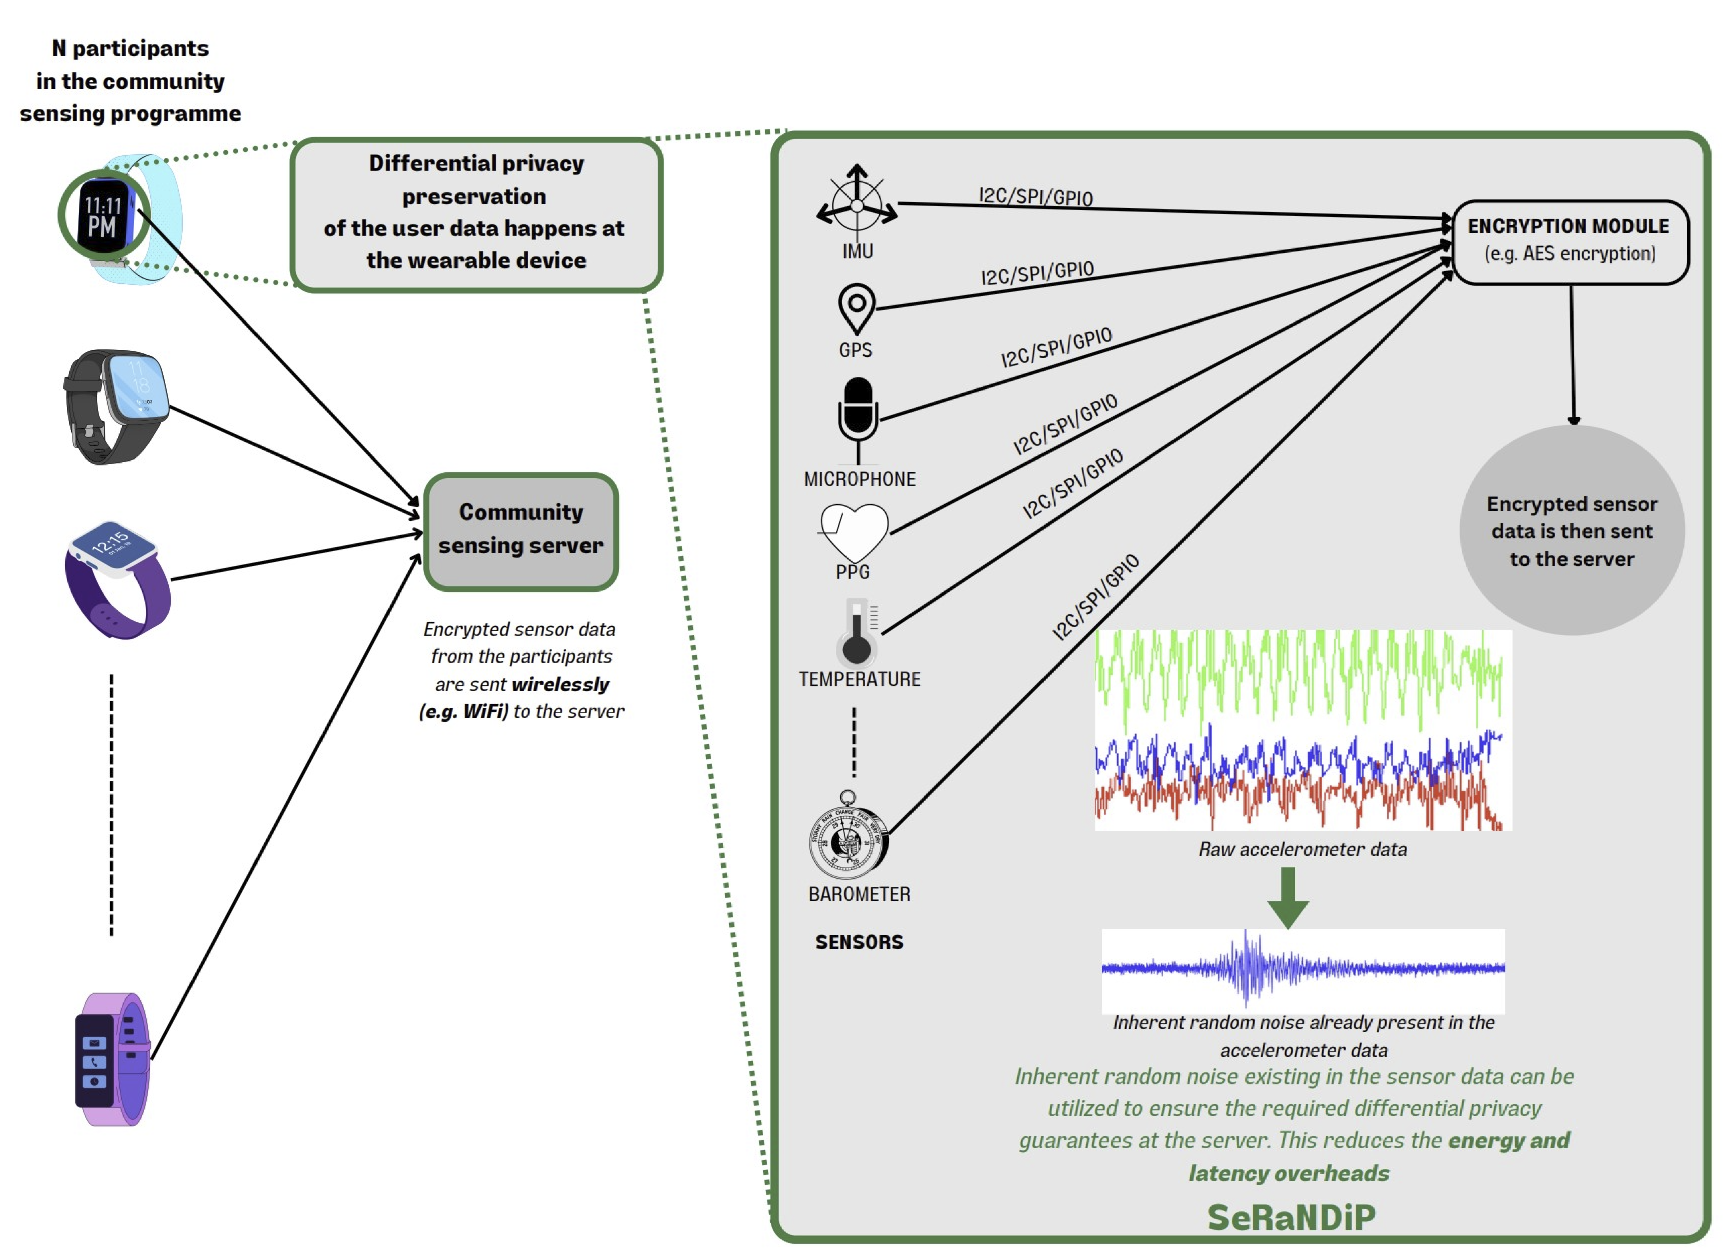 N participants
in the community
sensing programme
11:11
PM
Differential privacy
preservation
of the user data happens at
the wearable device
11
18
12:15
Community
sensing server
Encrypted sensor data
from the participants
are sent wirelessly
(e.g. WiFi) to the server
IMU
I2C/SPI/GPIO
GPS
I2C/SPI/GPIO
MICROPHONE
I2C/SPI/GPIO
PPG
I2C/SPI/GPIO
TEMPERATURE
I2C/SPI/GPIO
BAROMETER
I2C/SPI/GPIO
SENSORS
ENCRYPTION MODULE
(e.g. AES encryption)
Encrypted sensor
data is then sent
to the server
Raw accelerometer data
Inherent random noise already present in the
accelerometer data
Inherent random noise existing in the sensor data can be
utilized to ensure the required differential privacy
guarantees at the server. This reduces the energy and
latency overheads
SeRaNDiP